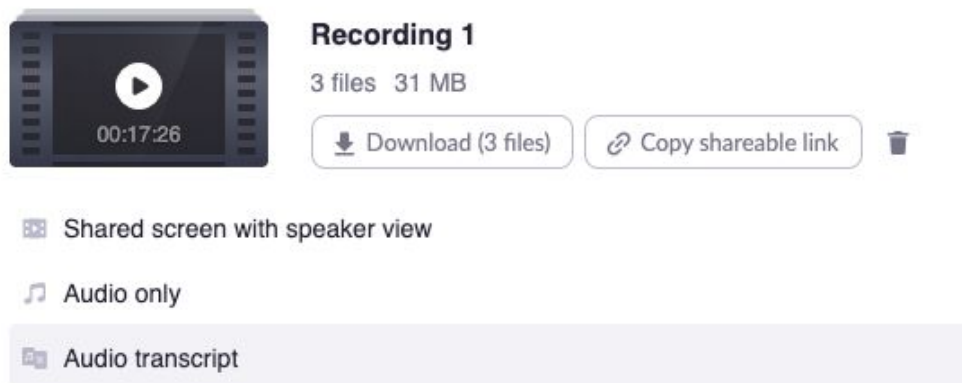 Recording 1
3 files 31 MB
00:17:26
Download (3 files) Copy shareable link
Shared screen with speaker view
Audio only
Audio transcript